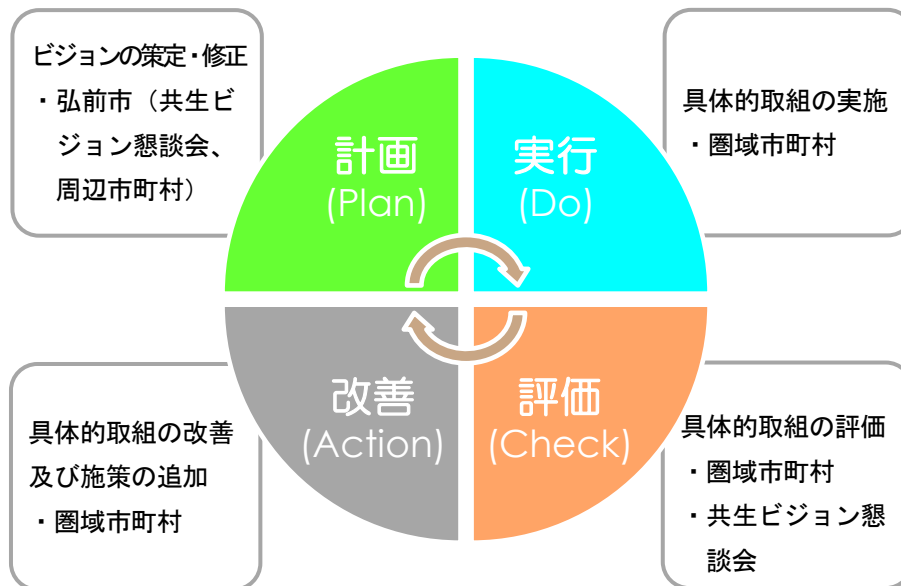 ビジョンの策定・修正
・弘前市（共生ビ
ジョン懇談会、
周辺市町村）
計画
(Plan)
実行
(Do)
具体的取組の実施
・圏域市町村
具体的取組の改善
及び施策の追加
・圏域市町村
改善
(Action)
評価
(Check)
具体的取組の評価
・圏域市町村
・共生ビジョン懇
談会